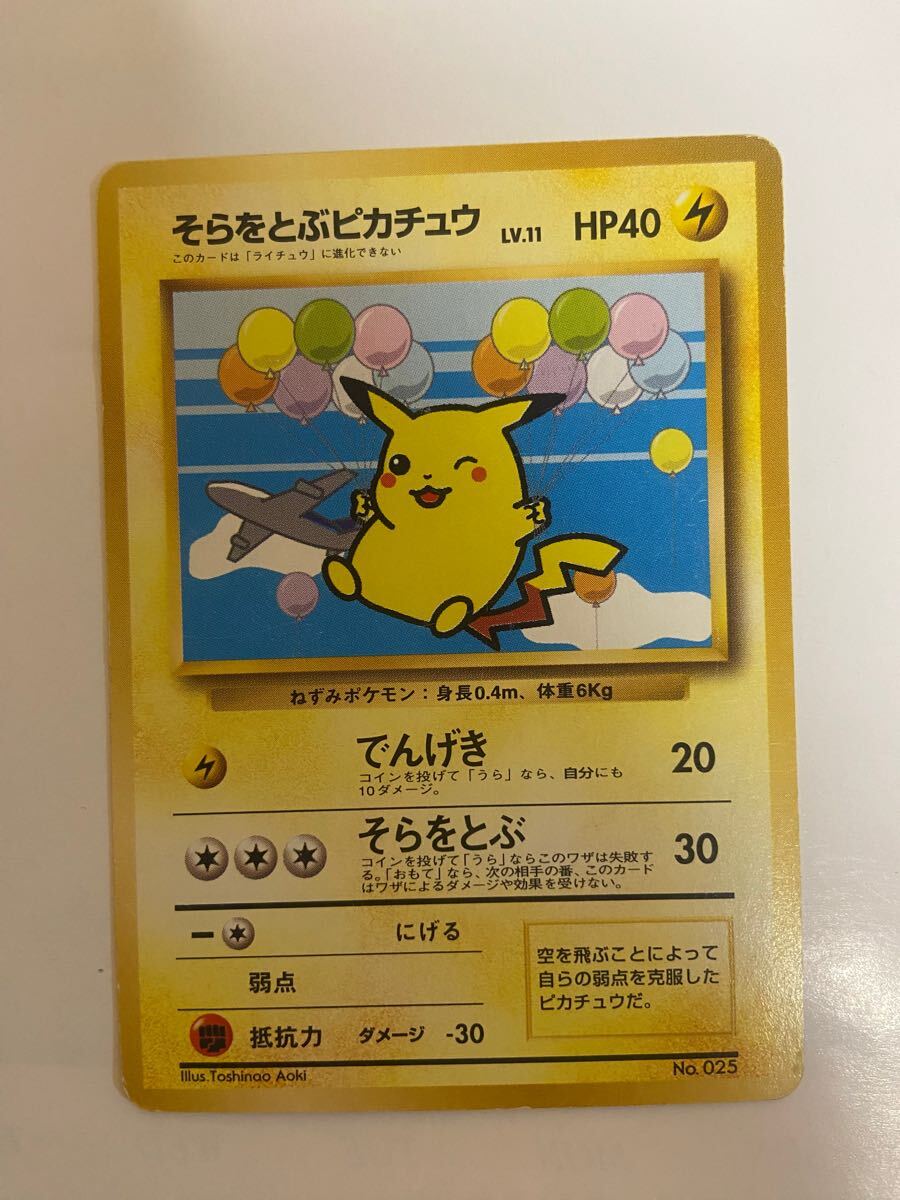 そらをとぶピカチュウ LV.11 HP40
このカードは「ライチュウ」に進化できない
ねずみポケモン：身長0.4m、体重6Kg
でんげき 20
コインを投げて「うら」なら、自分にも
10ダメージ。
そらをとぶ 30
コインを投げて「うら」ならこのワザは失敗す
る。「おもて」なら、次の相手の番、このカード
はワザによるダメージや効果を受けない。
にげる
弱点
抵抗力 ダメージ -30
空を飛ぶことによって
自らの弱点を克服した
ピカチュウだ。
Illus.Toshinao Aoki
No. 025